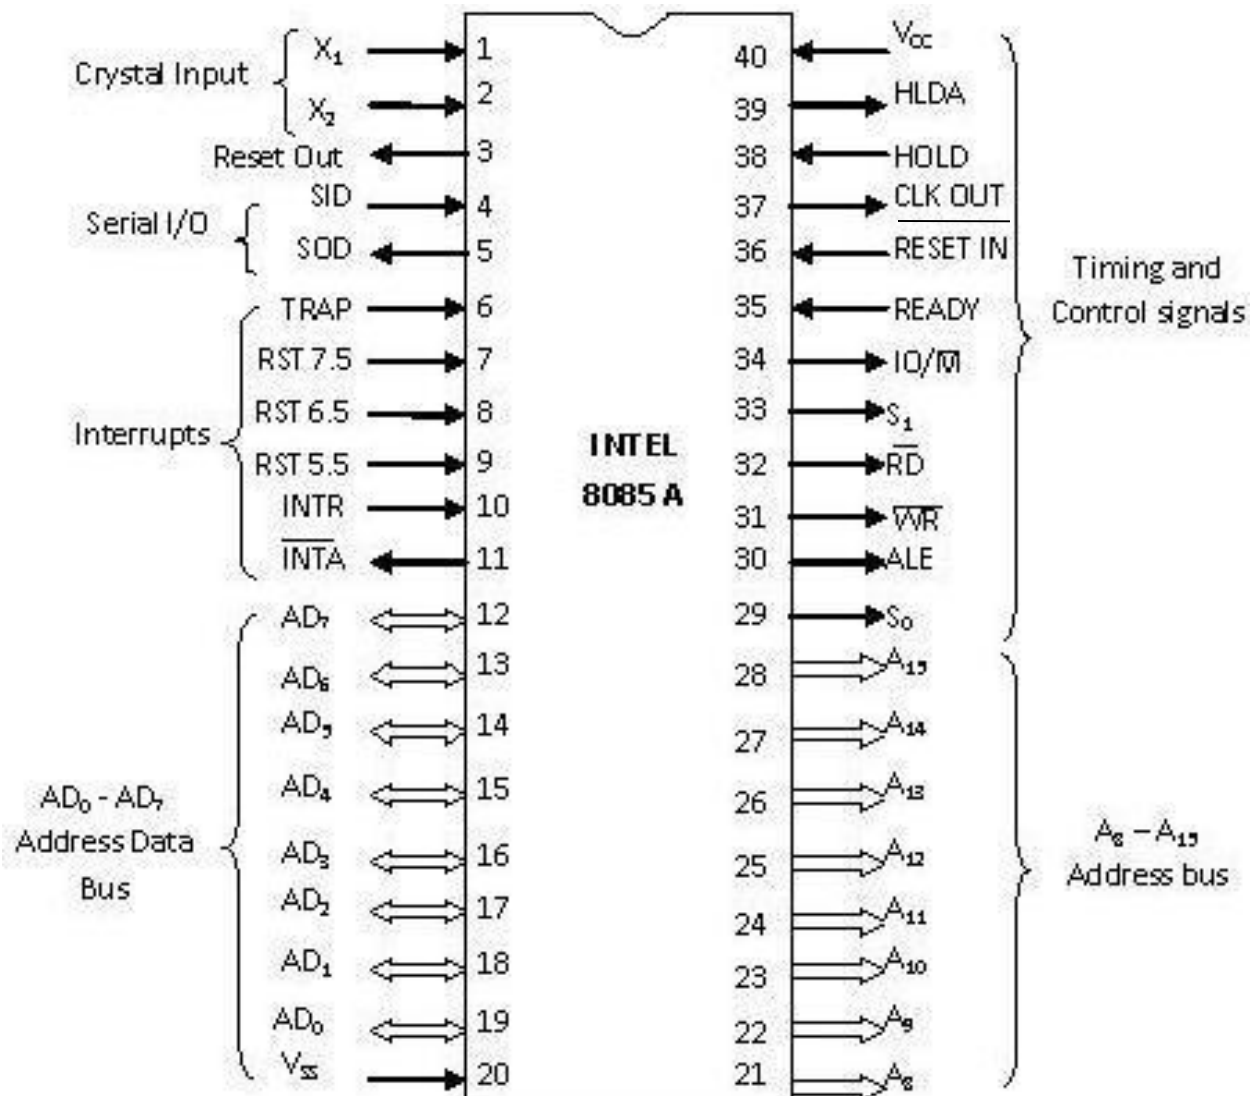 Crystal Input
X₁
X₂
Reset Out
Serial I/O
SID
SOD
Interrupts
TRAP
RST 7.5
RST 6.5
RST 5.5
INTR
INTA
AD₀ - AD₇
Address Data
Bus
AD₇
AD₆
AD₅
AD₄
AD₃
AD₂
AD₁
AD₀
Vss
1
2
3
4
5
6
7
8
9
10
11
12
13
14
15
16
17
18
19
20
INTEL
8085 A
40
39
38
37
36
35
34
33
32
31
30
29
28
27
26
25
24
23
22
21
Vcc
HLDA
HOLD
CLK OUT
RESET IN
READY
IO/M̅
S₁
RD
WR
ALE
S₀
A₁₅
A₁₄
A₁₃
A₁₂
A₁₁
A₁₀
A₉
A₈
Timing and
Control signals
A₈ – A₁₅
Address bus